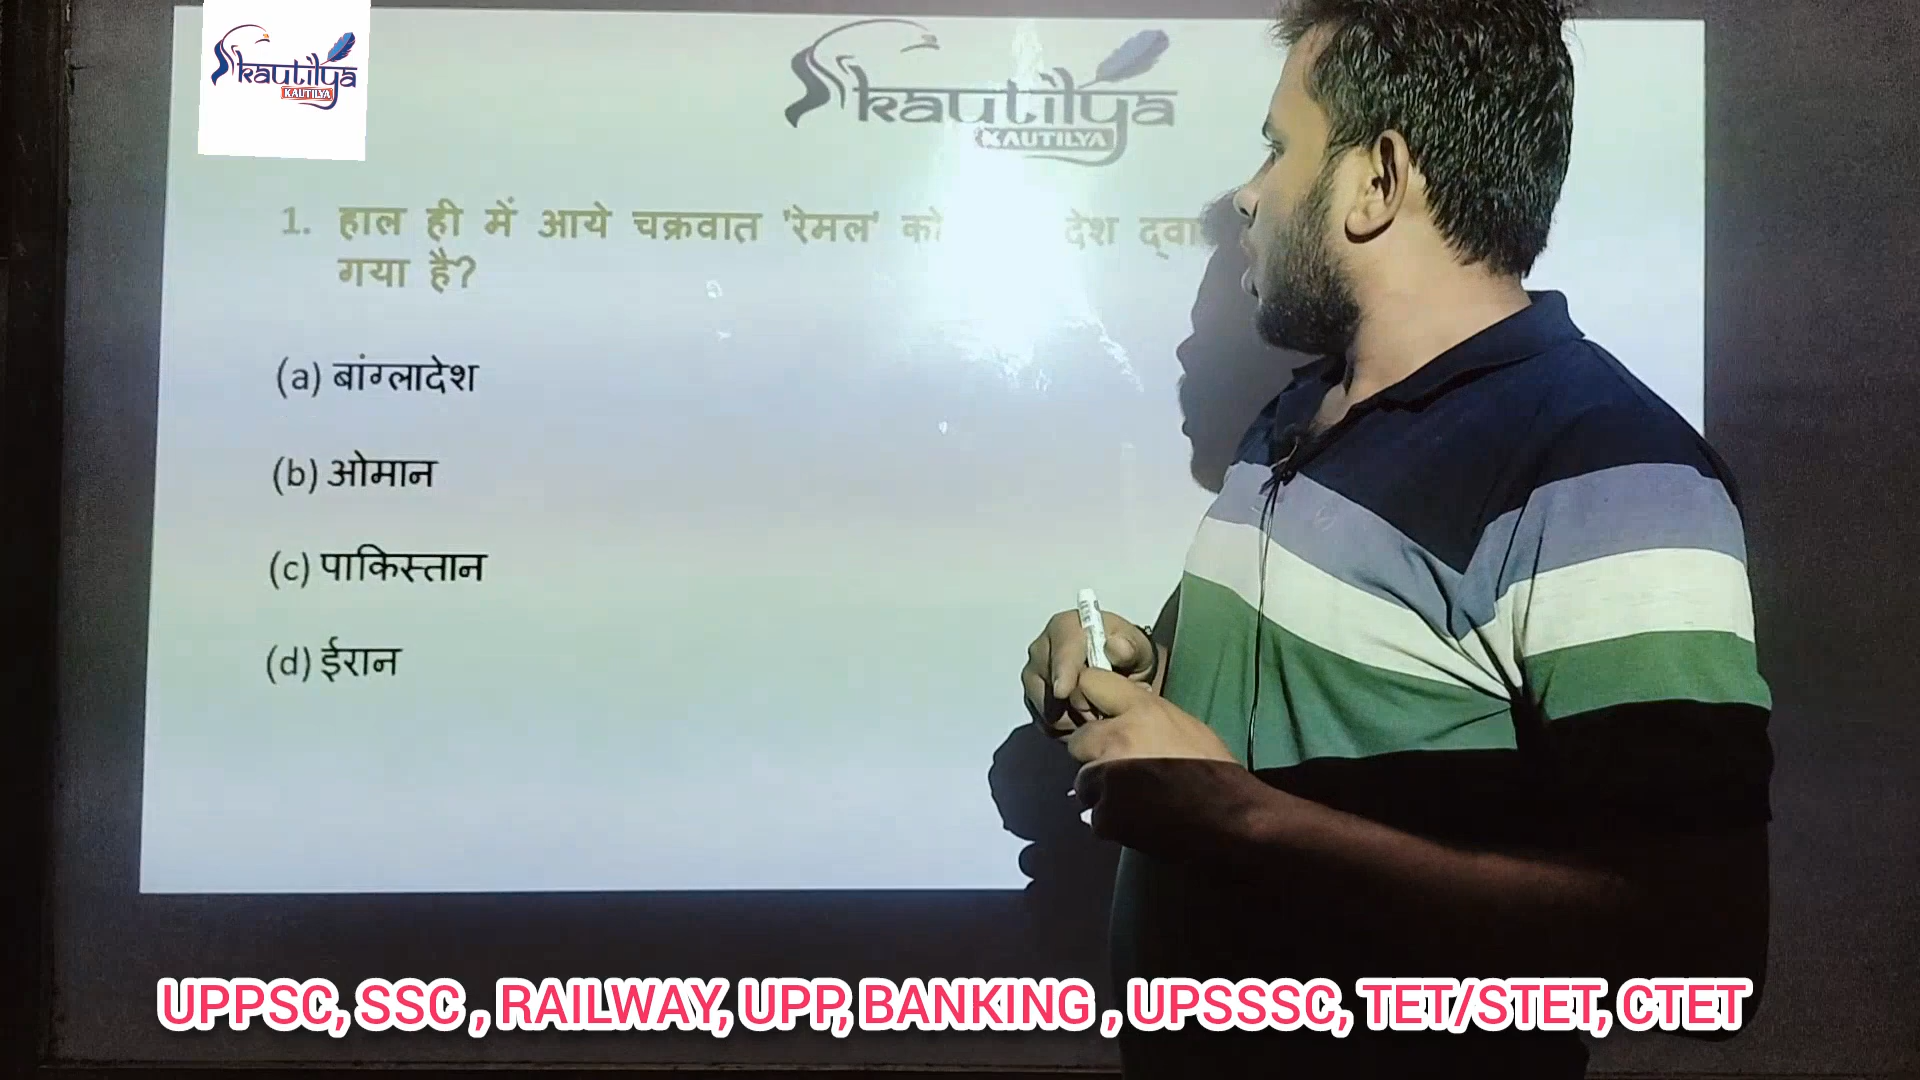 kautilya
KAUTILYA
kautilya
KAUTILYA
1. हाल ही में आये चक्रवात 'रेमल' को देश
गया है?
(a) बांग्लादेश
(b) ओमान
(c) पाकिस्तान
(d) ईरान
UPPSC, SSC , RAILWAY, UPP, BANKING , UPSSSC, TET/STET, CTET